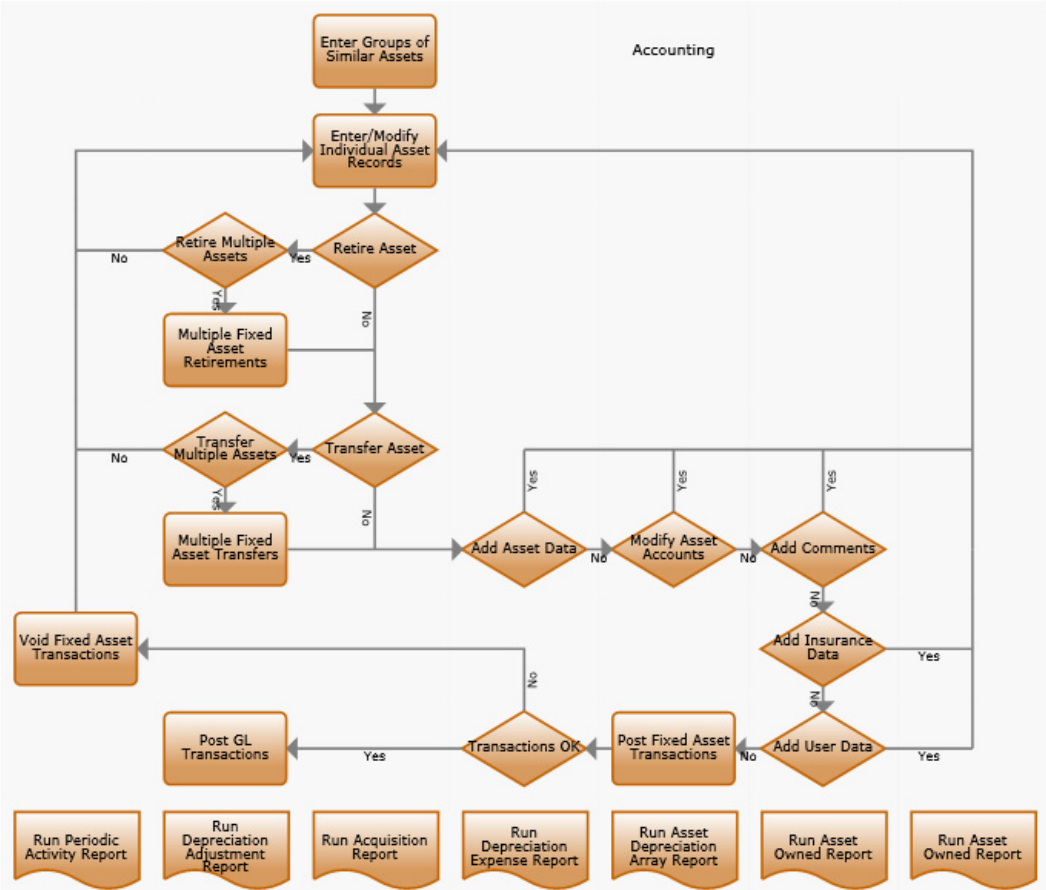 Enter Groups of
Similar Assets
Accounting
Enter/Modify
Individual Asset
Records
Retire Multiple
Assets
Retire Asset
No
Yes
Yes
No
Multiple Fixed
Asset
Retirements
Transfer
Multiple Assets
Transfer Asset
No
Yes
Yes
No
Yes
Yes
Yes
Multiple Fixed
Asset Transfers
Add Asset Data
Modify Asset
Accounts
Add Comments
No
No
No
Void Fixed Asset
Transactions
Add Insurance
Data
Yes
No
No
Post GL
Transactions
Yes
Transactions OK
Post Fixed Asset
Transactions
No
Add User Data
Yes
Run Periodic
Activity Report
Run
Depreciation
Adjustment
Report
Run Acquisition
Report
Run
Depreciation
Expense Report
Run Asset
Depreciation
Array Report
Run Asset
Owned Report
Run Asset
Owned Report